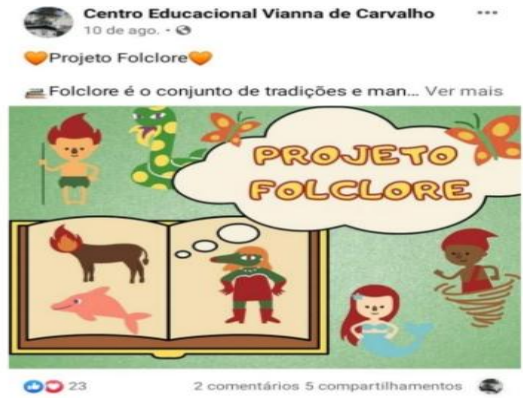 Centro Educacional Vianna de Carvalho
10 de ago. ·
🧡Projeto Folclore🧡
📚Folclore é o conjunto de tradições e man... Ver mais
PROJETO
FOLCLORE
23
2 comentários 5 compartilhamentos